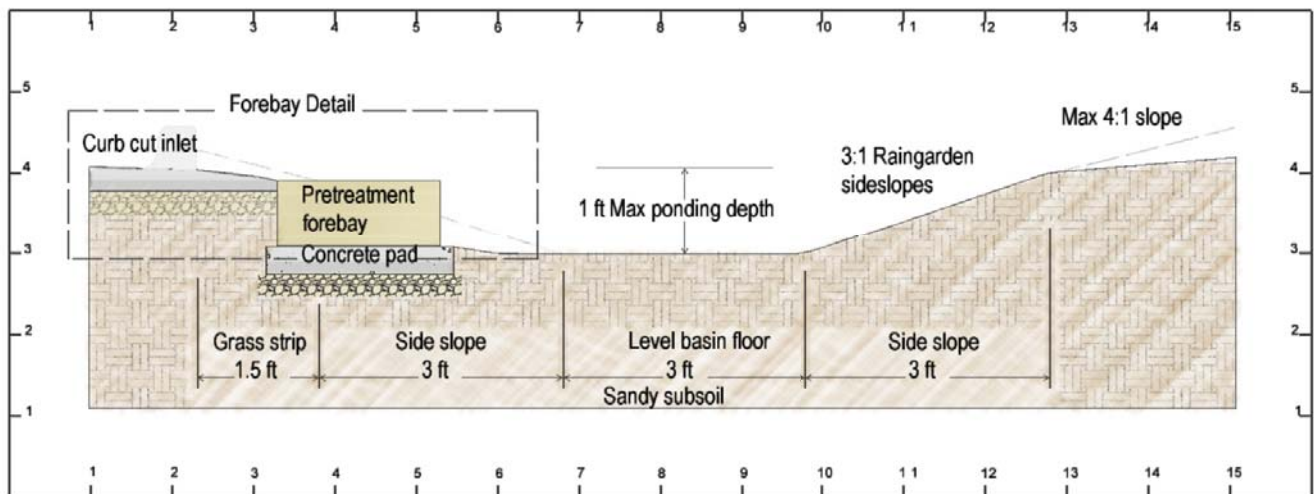 1 2 3 4 5 6 7 8 9 10 11 12 13 14 15
5 5
Forebay Detail
Max 4:1 slope
Curb cut inlet
4 4
3:1 Raingarden
sideslopes
Pretreatment
forebay
1 ft Max ponding depth
3 3
Concrete pad
2 2
Grass strip Side slope Level basin floor Side slope
1.5 ft 3 ft 3 ft 3 ft
Sandy subsoil
1 1
1 2 3 4 5 6 7 8 9 10 11 12 13 14 15